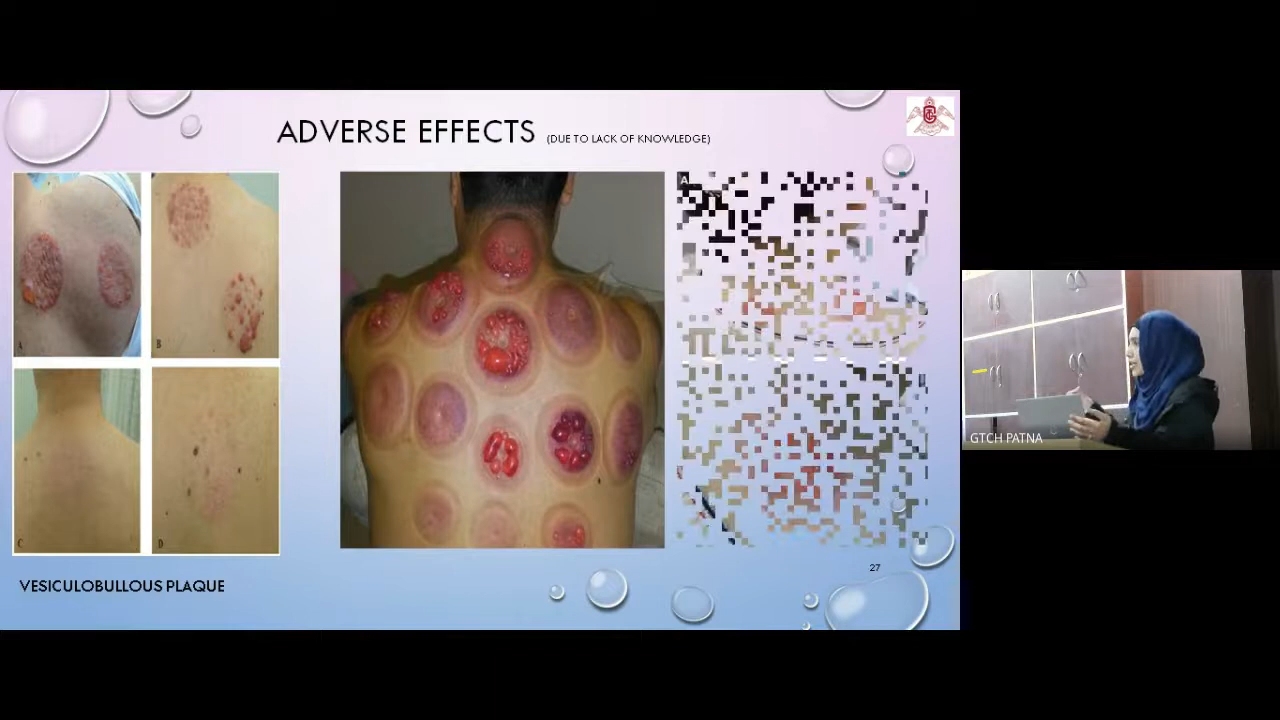 ADVERSE EFFECTS (DUE TO LACK OF KNOWLEDGE)
A
B
A
C
D
VESICULOBULLOUS PLAQUE
27
GTCH PATNA